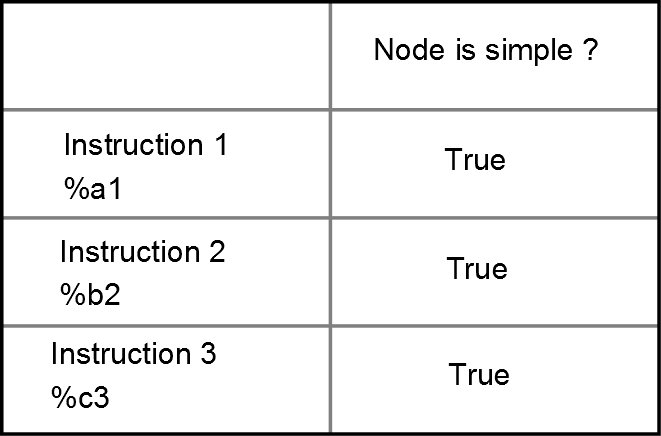 Node is simple ?
Instruction 1
%a1
True
Instruction 2
%b2
True
Instruction 3
%c3
True